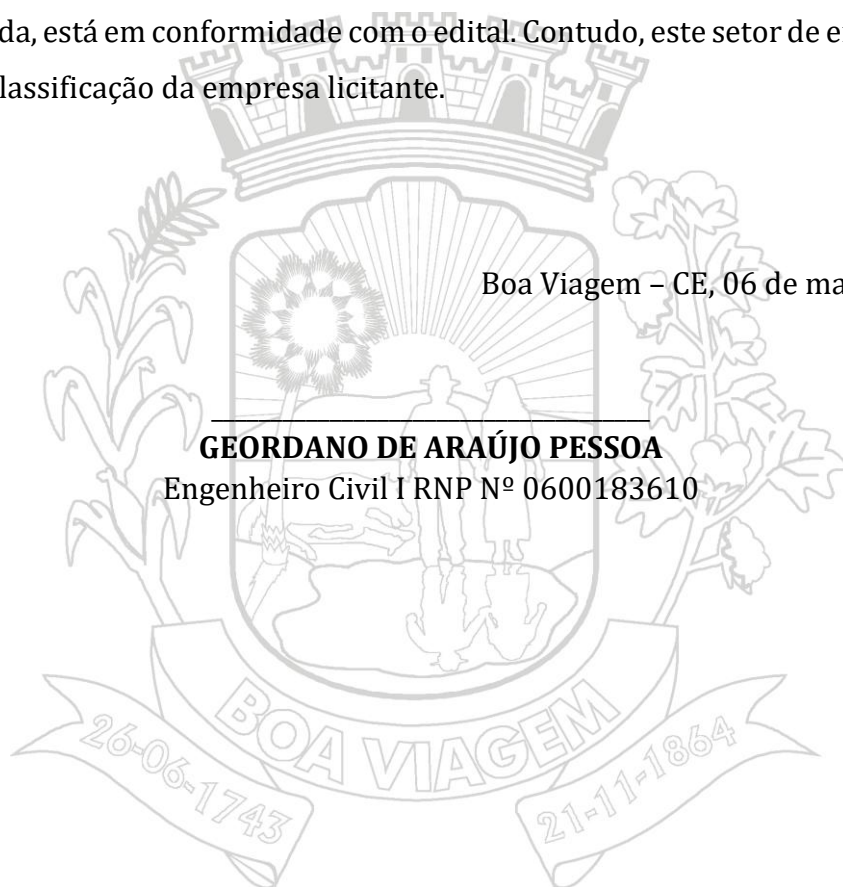 da, está em conformidade com o edital. Contudo, este setor de
lassificação da empresa licitante.
Boa Viagem – CE, 06 de
GEORDANO DE ARAÚJO PESSOA
Engenheiro Civil I RNP Nº 0600183610
BOA VIAGEM
26-06-1743
21-11-1864